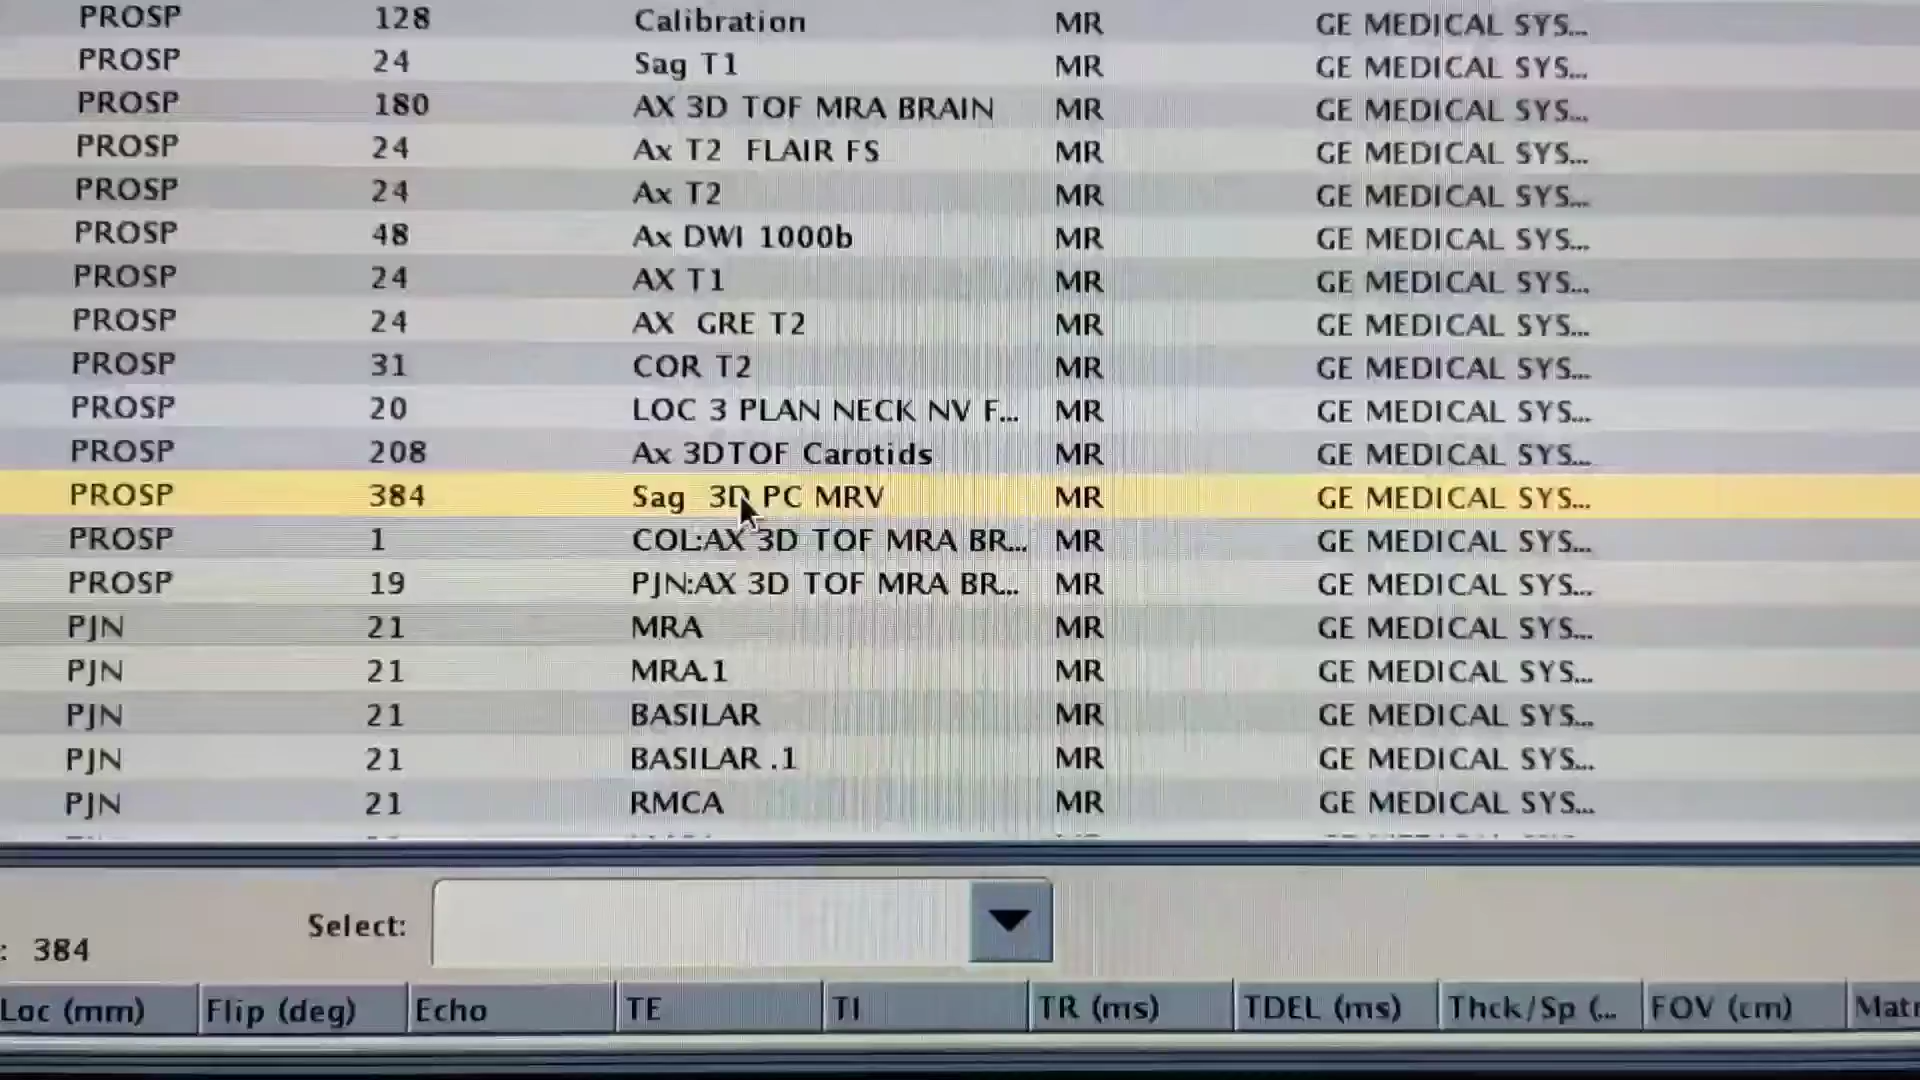 PROSP 128 Calibration MR GE MEDICAL SYS...
PROSP 24 Sag T1 MR GE MEDICAL SYS...
PROSP 180 AX 3D TOF MRA BRAIN MR GE MEDICAL SYS...
PROSP 24 Ax T2 FLAIR FS MR GE MEDICAL SYS...
PROSP 24 Ax T2 MR GE MEDICAL SYS...
PROSP 48 Ax DWI 1000b MR GE MEDICAL SYS...
PROSP 24 AX T1 MR GE MEDICAL SYS...
PROSP 24 AX GRE T2 MR GE MEDICAL SYS...
PROSP 31 COR T2 MR GE MEDICAL SYS...
PROSP 20 LOC 3 PLAN NECK NV F... MR GE MEDICAL SYS...
PROSP 208 Ax 3DTOF Carotids MR GE MEDICAL SYS...
PROSP 384 Sag 3D PC MRV MR GE MEDICAL SYS...
PROSP 1 COL:AX 3D TOF MRA BR... MR GE MEDICAL SYS...
PROSP 19 PJN:AX 3D TOF MRA BR... MR GE MEDICAL SYS...
PJN 21 MRA MR GE MEDICAL SYS...
PJN 21 MRA.1 MR GE MEDICAL SYS...
PJN 21 BASILAR MR GE MEDICAL SYS...
PJN 21 BASILAR .1 MR GE MEDICAL SYS...
PJN 21 RMCA MR GE MEDICAL SYS...
Select:
: 384
Loc (mm) Flip (deg) Echo TE TI TR (ms) TDEL (ms) Thck/Sp (... FOV (cm) Matr